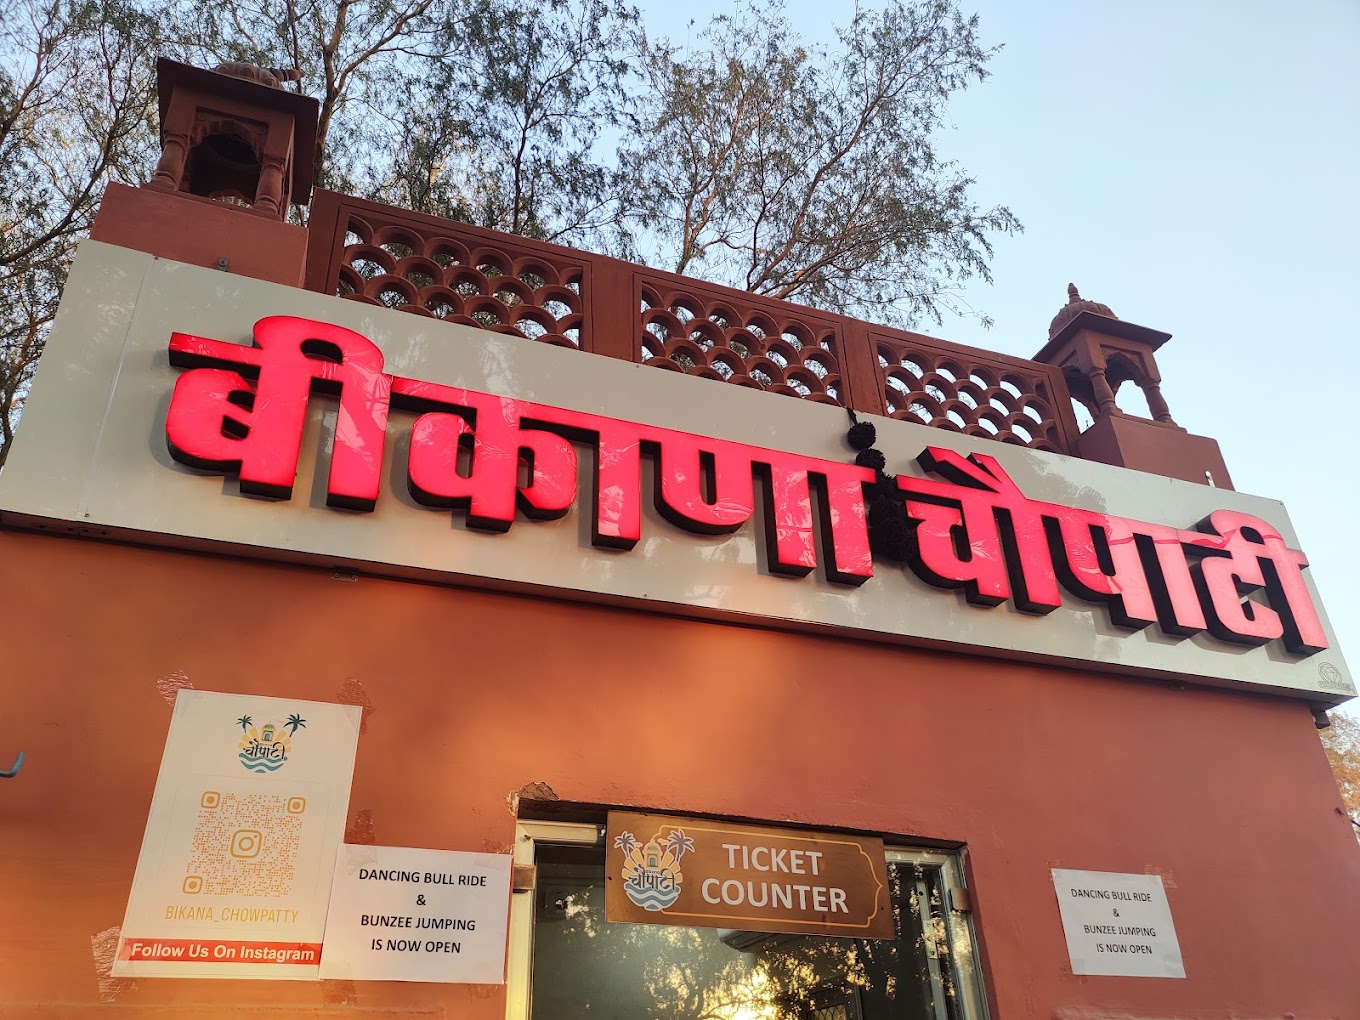 बीकाणा चौपाटी
चौपाटी
BIKANA_CHOWPATTY
Follow Us On Instagram
DANCING BULL RIDE
&
BUNZEE JUMPING
IS NOW OPEN
चौपाटी
TICKET
COUNTER
DANCING BULL RIDE
&
BUNZEE JUMPING
IS NOW OPEN